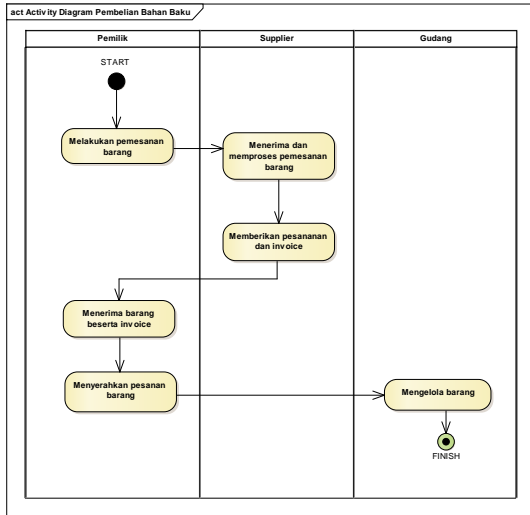 act Activity Diagram Pembelian Bahan Baku
Pemilik
Supplier
Gudang
START
Melakukan pemesanan
barang
Menerima dan
memproses pemesanan
barang
Memberikan pesananan
dan invoice
Menerima barang
beserta invoice
Menyerahkan pesanan
barang
Mengelola barang
FINISH